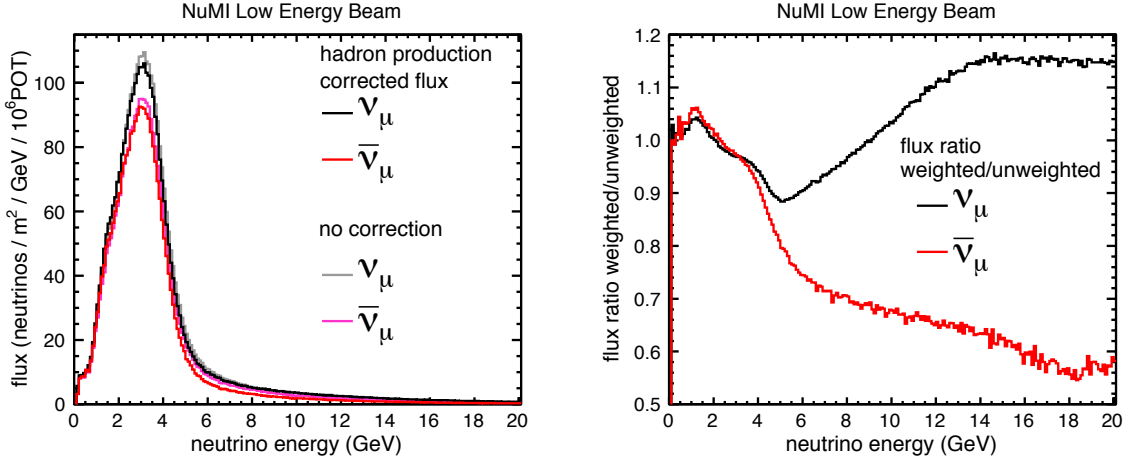 NuMI Low Energy Beam
flux (neutrinos / m² / GeV / 10⁶POT)
100
80
60
40
20
0
hadron production
corrected flux
νμ
ν̅μ
no correction
νμ
ν̅μ
0 2 4 6 8 10 12 14 16 18 20
neutrino energy (GeV)
NuMI Low Energy Beam
flux ratio weighted/unweighted
1.2
1.1
1.0
0.9
0.8
0.7
0.6
0.5
flux ratio
weighted/unweighted
νμ
ν̅μ
0 2 4 6 8 10 12 14 16 18 20
neutrino energy (GeV)